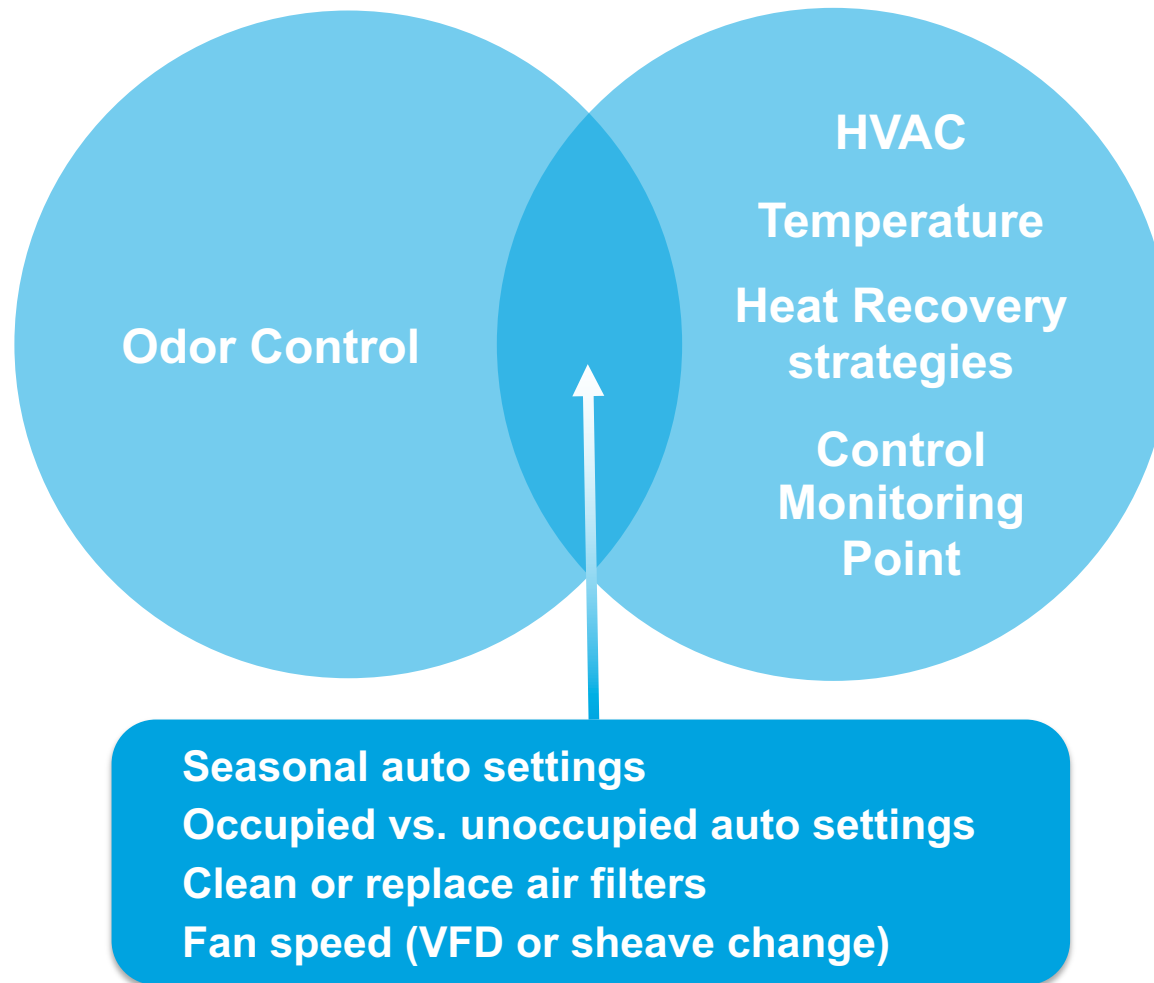 Odor Control
HVAC
Temperature
Heat Recovery
strategies
Control
Monitoring
Point
Seasonal auto settings
Occupied vs. unoccupied auto settings
Clean or replace air filters
Fan speed (VFD or sheave change)